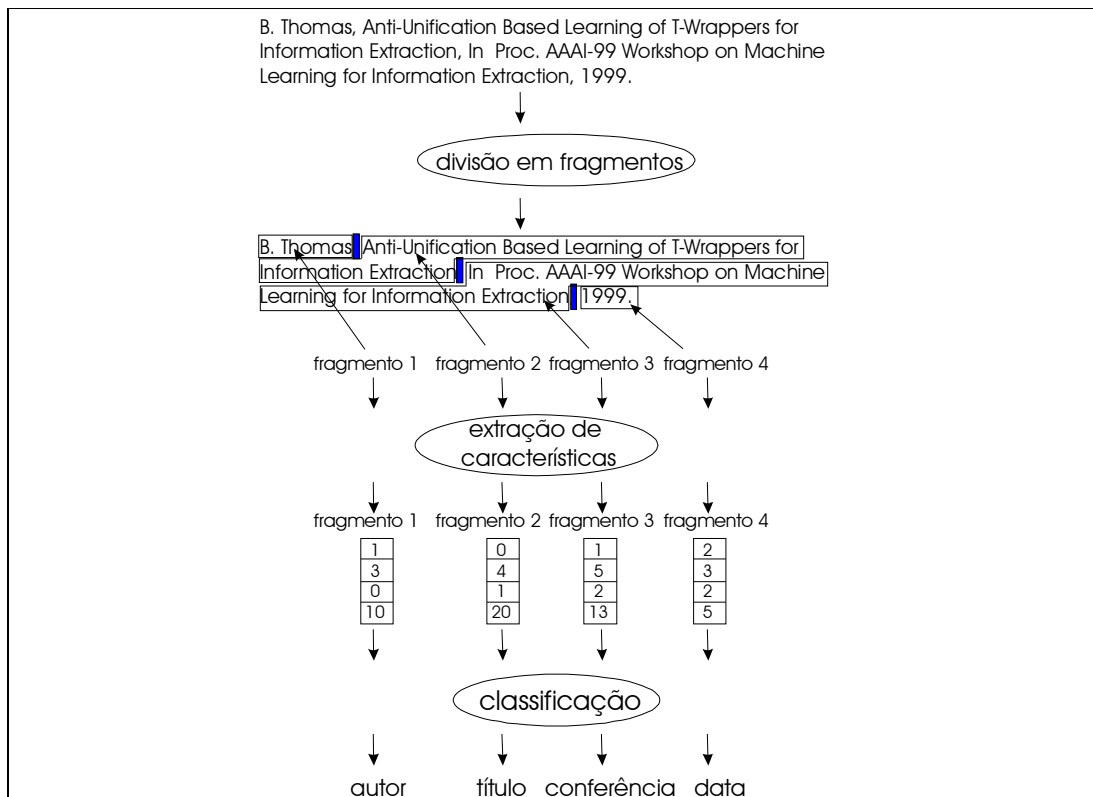 B. Thomas, Anti-Unification Based Learning of T-Wrappers for
Information Extraction, In Proc. AAAI-99 Workshop on Machine
Learning for Information Extraction, 1999.
divisão em fragmentos
B. Thomas Anti-Unification Based Learning of T-Wrappers for
Information Extraction In Proc. AAAI-99 Workshop on Machine
Learning for Information Extraction 1999.
fragmento 1 fragmento 2 fragmento 3 fragmento 4
extração de
características
fragmento 1 fragmento 2 fragmento 3 fragmento 4
1 0 1 2
3 4 5 3
0 1 2 2
10 20 13 5
classificação
autor título conferência data